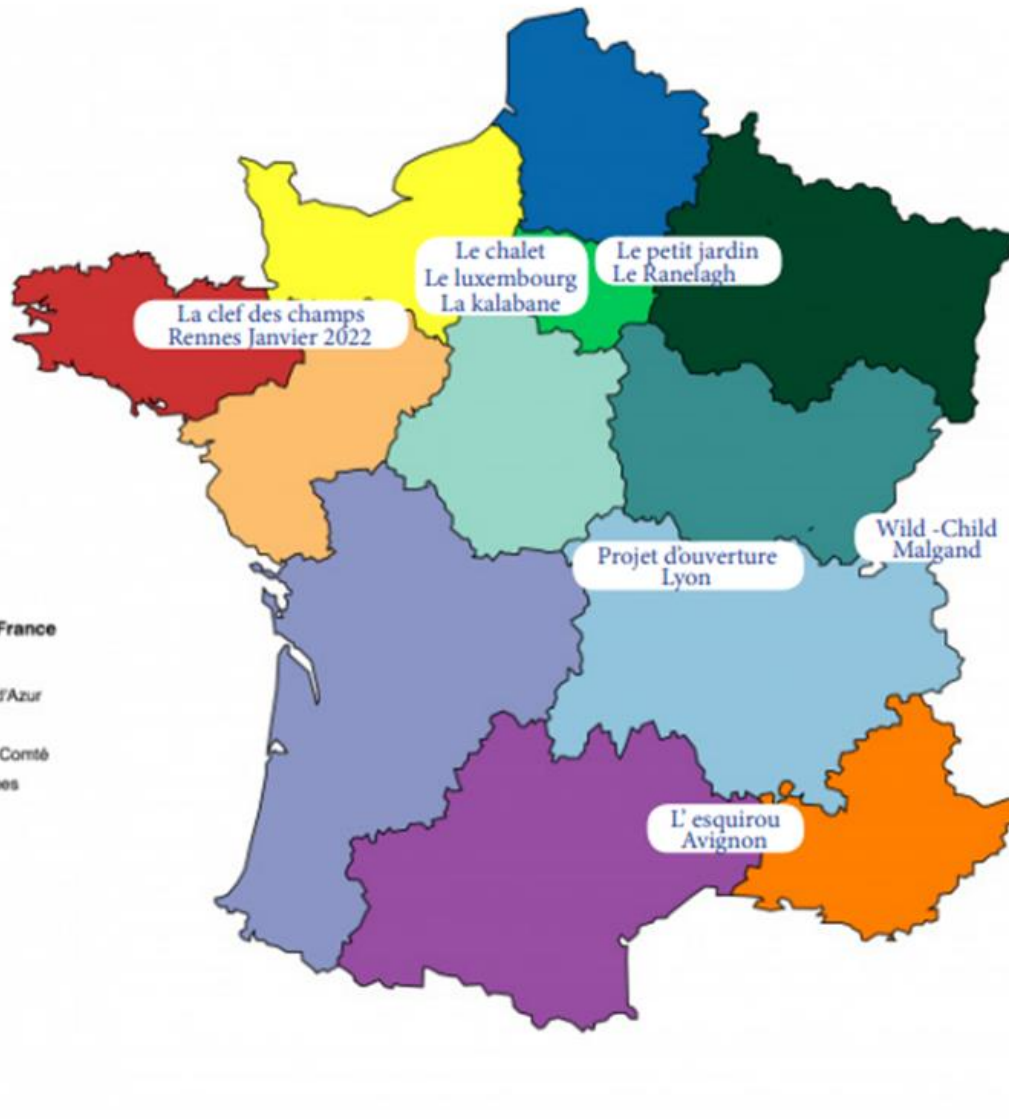 Le chalet
Le luxembourg
La kalabane
Le petit jardin
Le Ranelagh
La clef des champs
Rennes Janvier 2022
Wild -Child
Malgand
Projet d'ouverture
Lyon
France
d'Azur
Comté
es
L' esquirou
Avignon